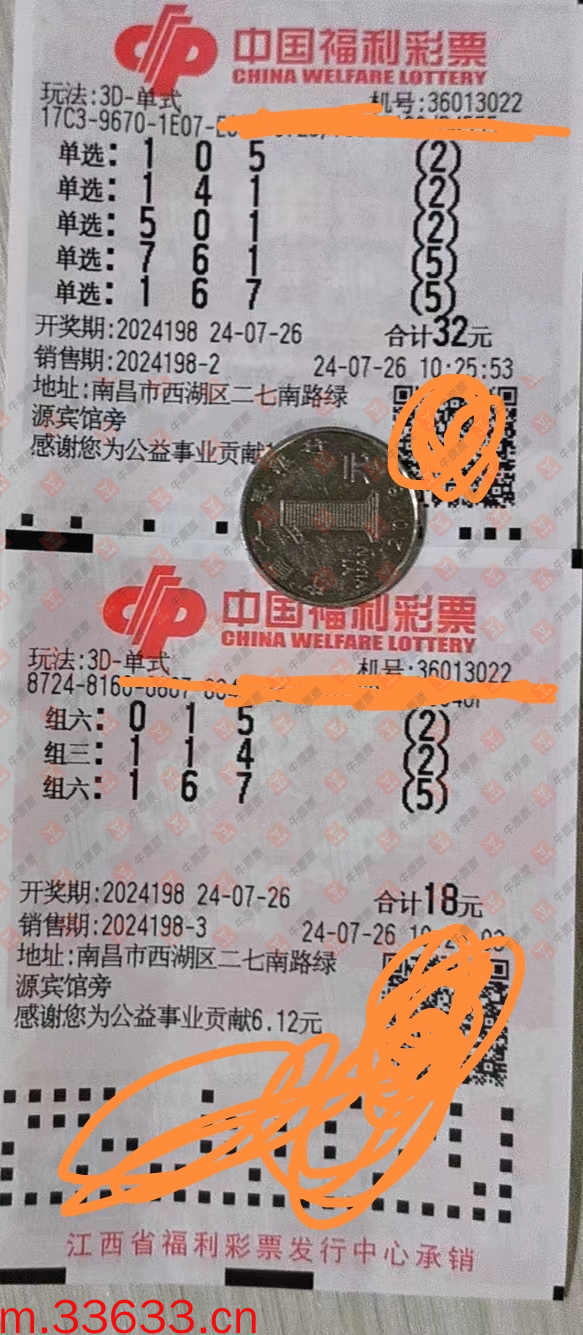 中国福利彩票
CHINA WELFARE LOTTERY
玩法:3D-单式 机号:36013022
17C3-9670-1E07-
单选: 1 0 5 (2)
单选: 1 4 1 (2)
单选: 5 0 1 (2)
单选: 7 6 1 (5)
单选: 1 6 7 (5)
开奖期:2024198 24-07-26 合计32元
销售期:2024198-2 24-07-26 10:25:53
地址:南昌市西湖区二七南路绿
源宾馆旁
感谢您为公益事业贡献
1
元
YI YUAN
中国福利彩票
CHINA WELFARE LOTTERY
玩法:3D-单式 机号:36013022
组六: 0 1 5 (2)
组三: 1 1 4 (2)
组六: 1 6 7 (5)
开奖期:2024198 24-07-26 合计18元
销售期:2024198-3 24-07-26
地址:南昌市西湖区二七南路绿
源宾馆旁
感谢您为公益事业贡献6.12元
江西省福利彩票发行中心承销
m.33633.cn